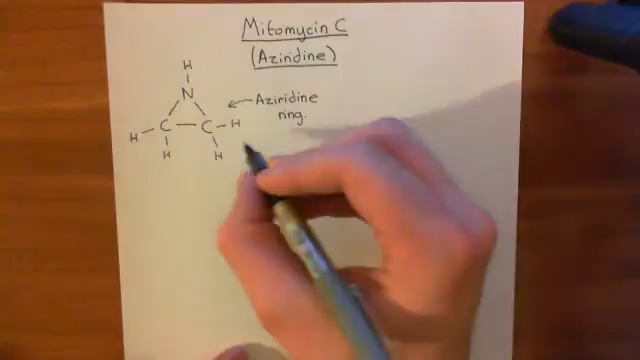 Mitomycin C
(Aziridine)
H
N
Aziridine
ring.
H - C - C - H
H H